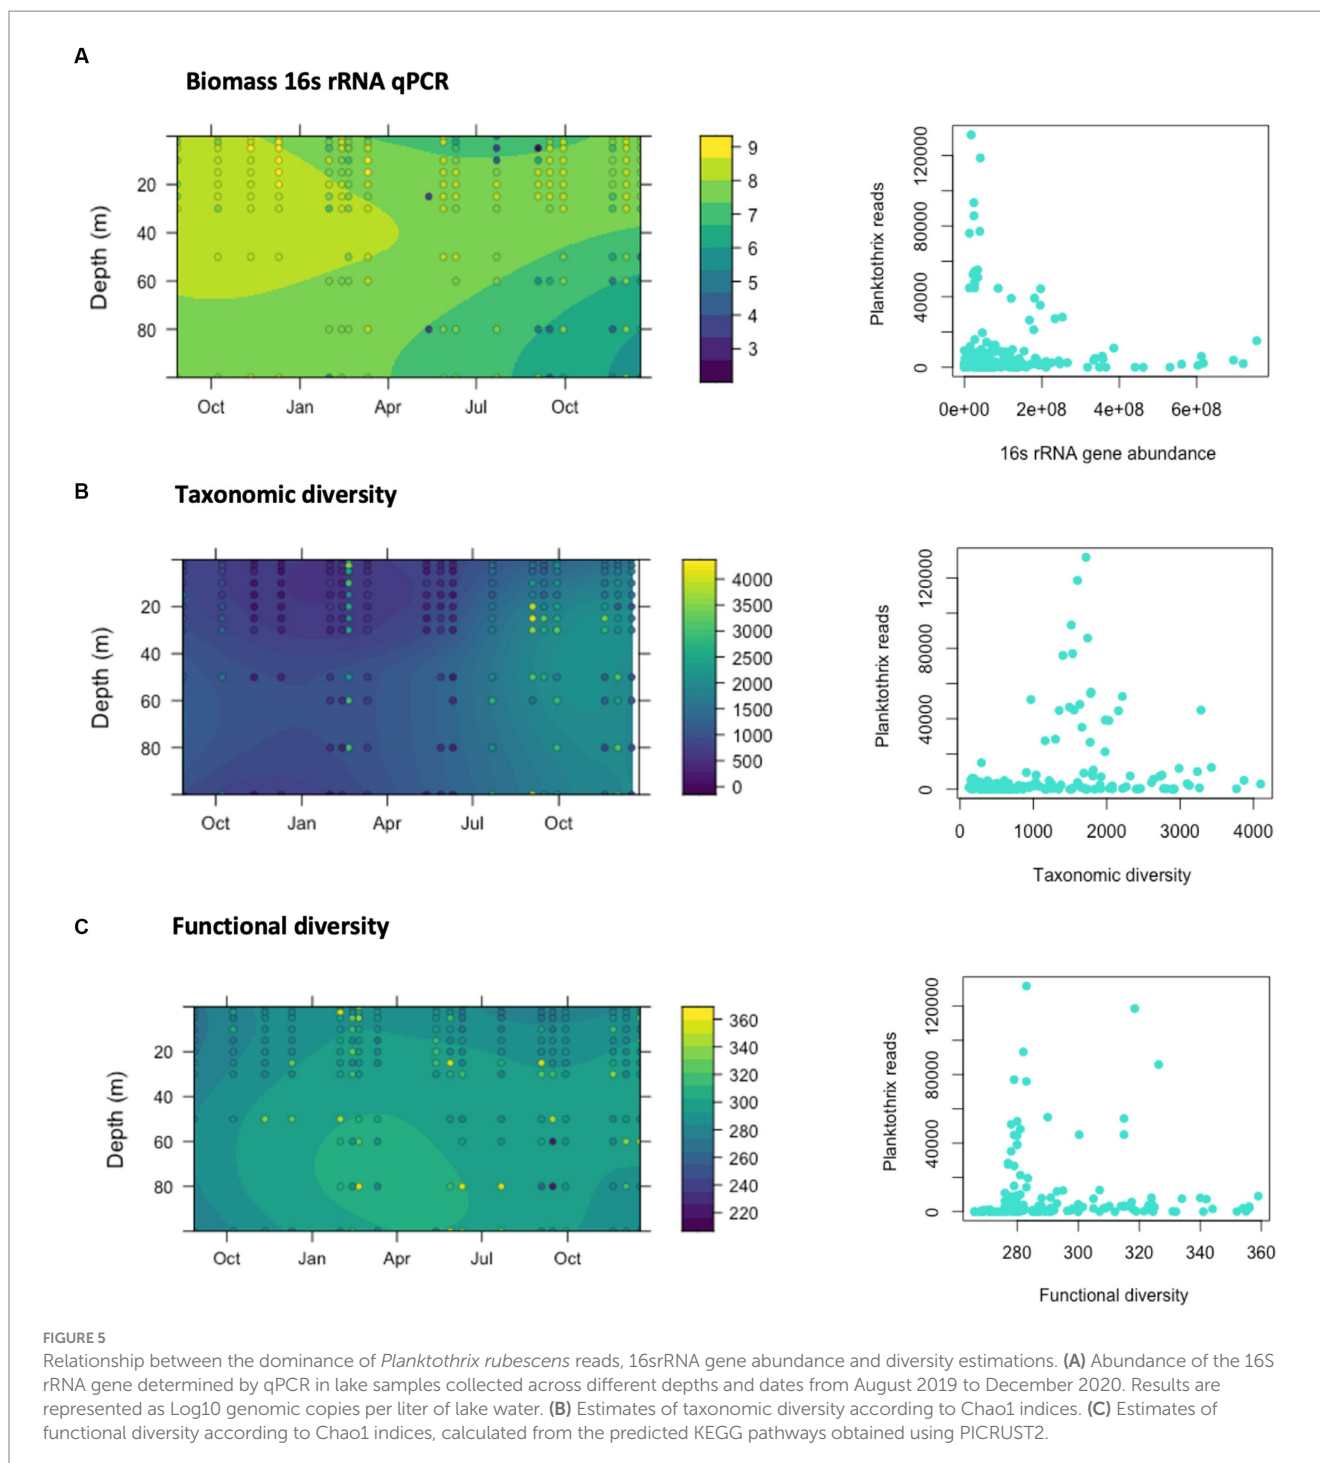 A
Biomass 16s rRNA qPCR
20
40
60
80
Depth (m)
Oct Jan Apr Jul Oct
9
8
7
6
5
4
3
Planktothrix reads
0 40000 80000 120000
0e+00 2e+08 4e+08 6e+08
16s rRNA gene abundance
B
Taxonomic diversity
20
40
60
80
Depth (m)
Oct Jan Apr Jul Oct
4000
3500
3000
2500
2000
1500
1000
500
0
Planktothrix reads
0 40000 80000 120000
0 1000 2000 3000 4000
Taxonomic diversity
C
Functional diversity
20
40
60
80
Depth (m)
Oct Jan Apr Jul Oct
360
340
320
300
280
260
240
220
Planktothrix reads
0 40000 80000 120000
280 300 320 340 360
Functional diversity
FIGURE 5
Relationship between the dominance of Planktothrix rubescens reads, 16srRNA gene abundance and diversity estimations. (A) Abundance of the 16S
rRNA gene determined by qPCR in lake samples collected across different depths and dates from August 2019 to December 2020. Results are
represented as Log10 genomic copies per liter of lake water. (B) Estimates of taxonomic diversity according to Chao1 indices. (C) Estimates of
functional diversity according to Chao1 indices, calculated from the predicted KEGG pathways obtained using PICRUST2.